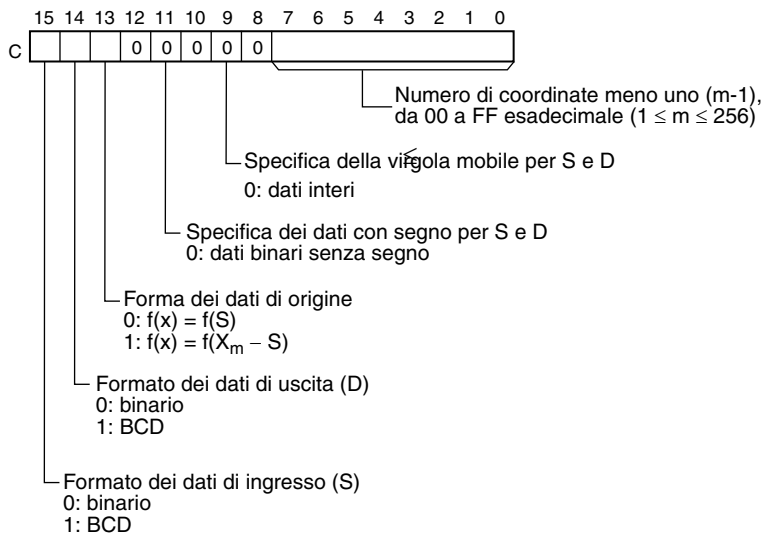 15 14 13 12 11 10 9 8 7 6 5 4 3 2 1 0
C 0 0 0 0 0
Numero di coordinate meno uno (m-1),
da 00 a FF esadecimale (1 ≤ m ≤ 256)
Specifica della virgola mobile per S e D
≤
0: dati interi
Specifica dei dati con segno per S e D
0: dati binari senza segno
Forma dei dati di origine
0: f(x) = f(S)
1: f(x) = f(Xm − S)
Formato dei dati di uscita (D)
0: binario
1: BCD
Formato dei dati di ingresso (S)
0: binario
1: BCD